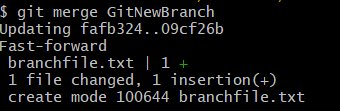 $ git merge GitNewBranch
Updating fafb324..09cf26b
Fast-forward
 branchfile.txt | 1 +
 1 file changed, 1 insertion(+)
 create mode 100644 branchfile.txt